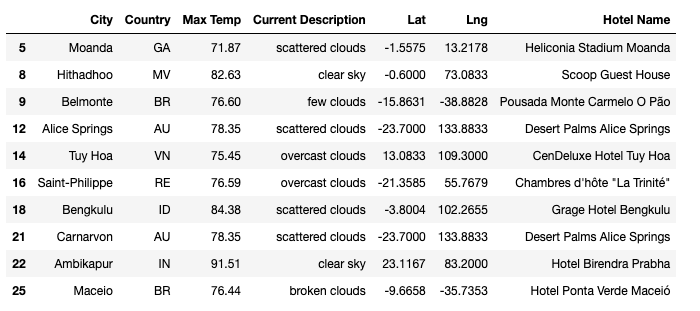 City Country Max Temp Current Description Lat Lng Hotel Name
5 Moanda GA 71.87 scattered clouds -1.5575 13.2178 Heliconia Stadium Moanda
8 Hithadhoo MV 82.63 clear sky -0.6000 73.0833 Scoop Guest House
9 Belmonte BR 76.60 few clouds -15.8631 -38.8828 Pousada Monte Carmelo O Pão
12 Alice Springs AU 78.35 scattered clouds -23.7000 133.8833 Desert Palms Alice Springs
14 Tuy Hoa VN 75.45 overcast clouds 13.0833 109.3000 CenDeluxe Hotel Tuy Hoa
16 Saint-Philippe RE 76.59 overcast clouds -21.3585 55.7679 Chambres d'hôte "La Trinité"
18 Bengkulu ID 84.38 scattered clouds -3.8004 102.2655 Grage Hotel Bengkulu
21 Carnarvon AU 78.35 scattered clouds -23.7000 133.8833 Desert Palms Alice Springs
22 Ambikapur IN 91.51 clear sky 23.1167 83.2000 Hotel Birendra Prabha
25 Maceio BR 76.44 broken clouds -9.6658 -35.7353 Hotel Ponta Verde Maceió